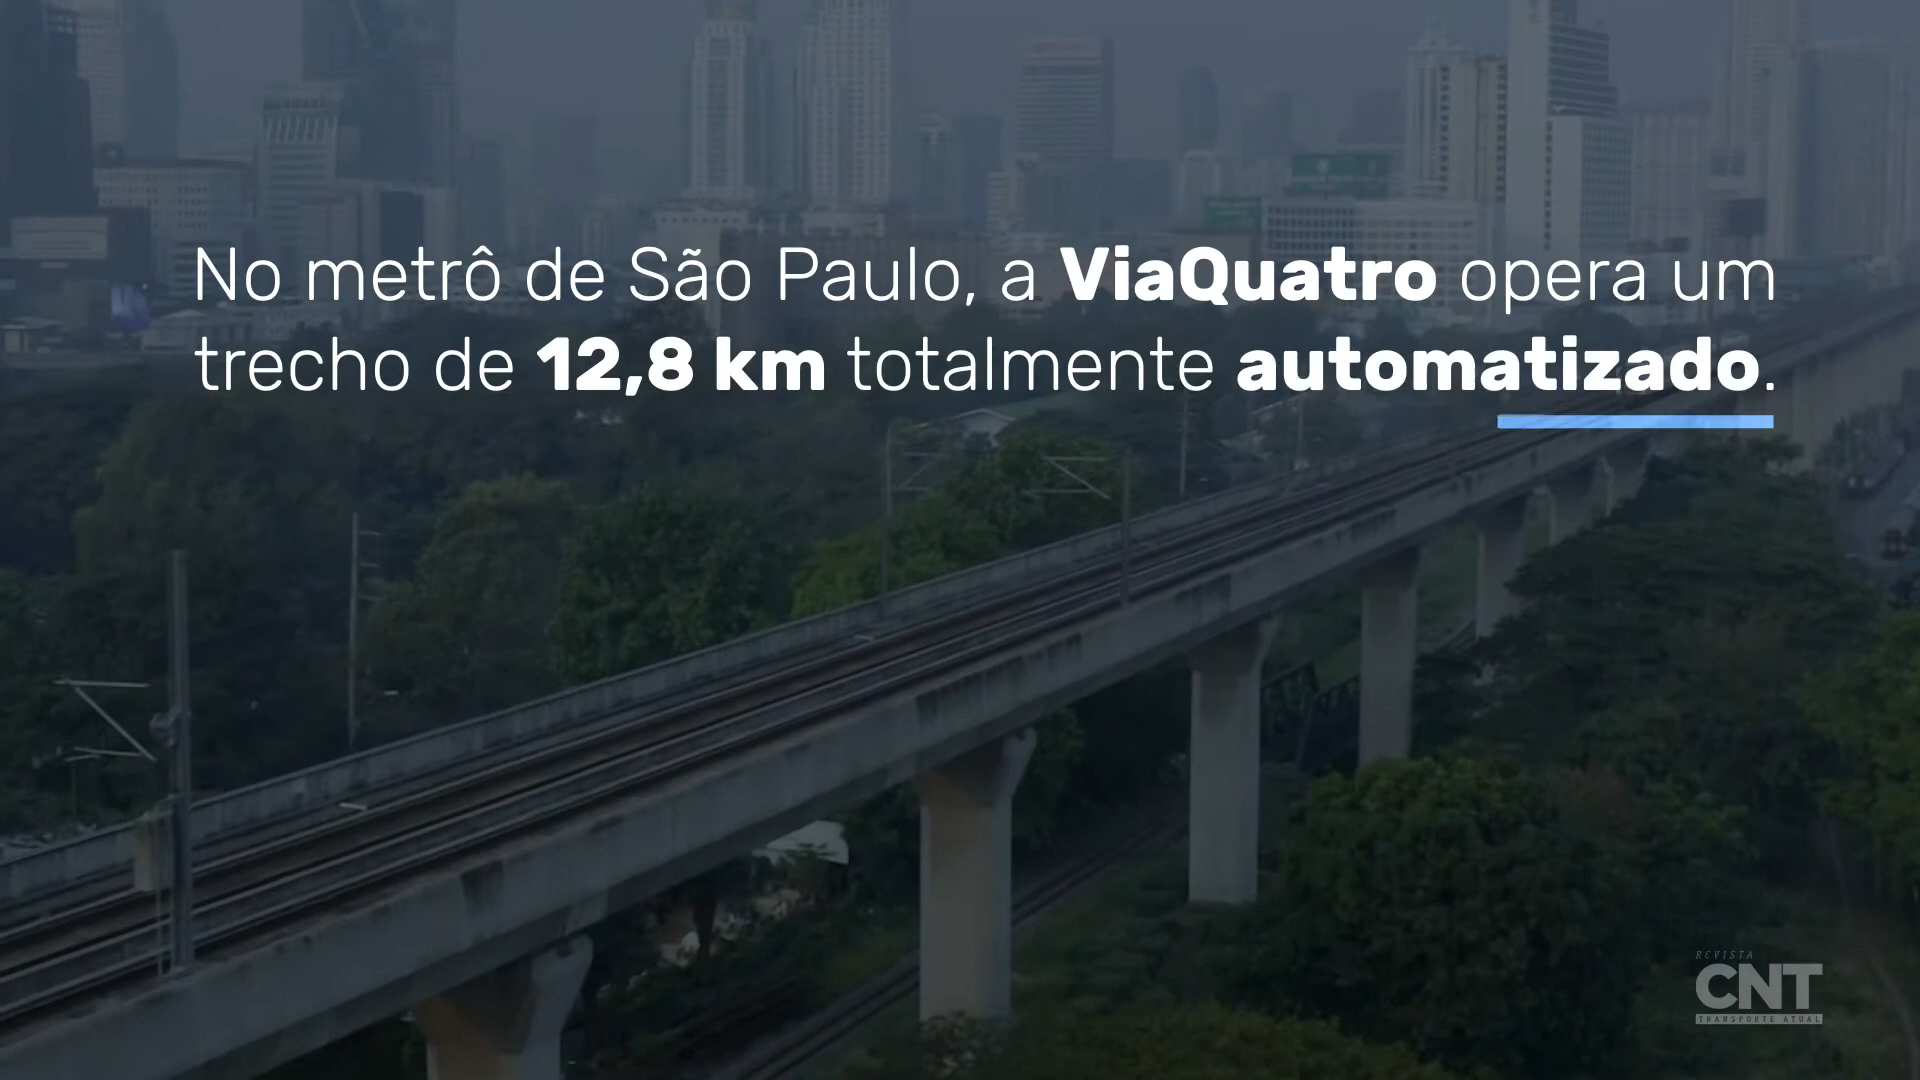 No metrô de São Paulo, a ViaQuatro opera um
trecho de 12,8 km totalmente automatizado.
REVISTA
CNT
TRANSPORTE ATUAL